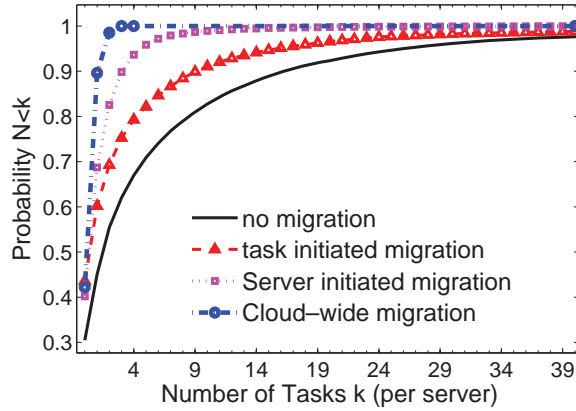 Probability N<k
1
0.9
0.8
0.7
0.6
0.5
0.4
0.3
no migration
task initiated migration
Server initiated migration
Cloud–wide migration
4 9 14 19 24 29 34 39
Number of Tasks k (per server)